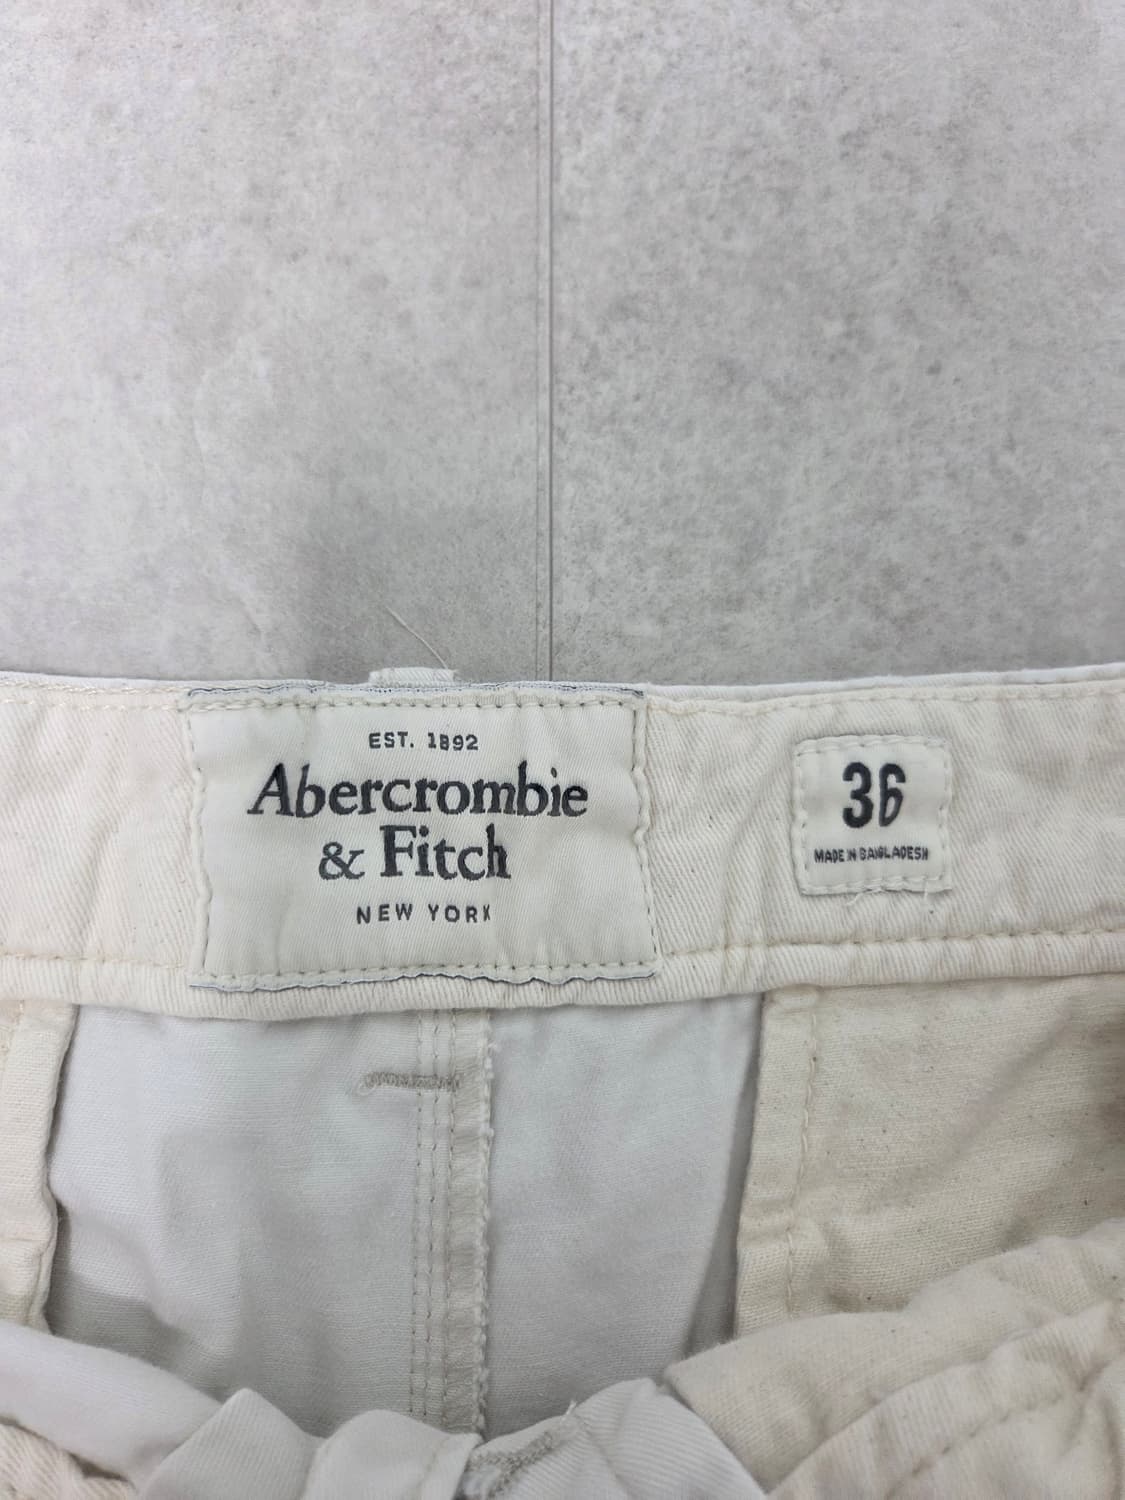 EST. 1892
Abercrombie
& Fitch
NEW YORK
36
MADE IN BANGLADESH